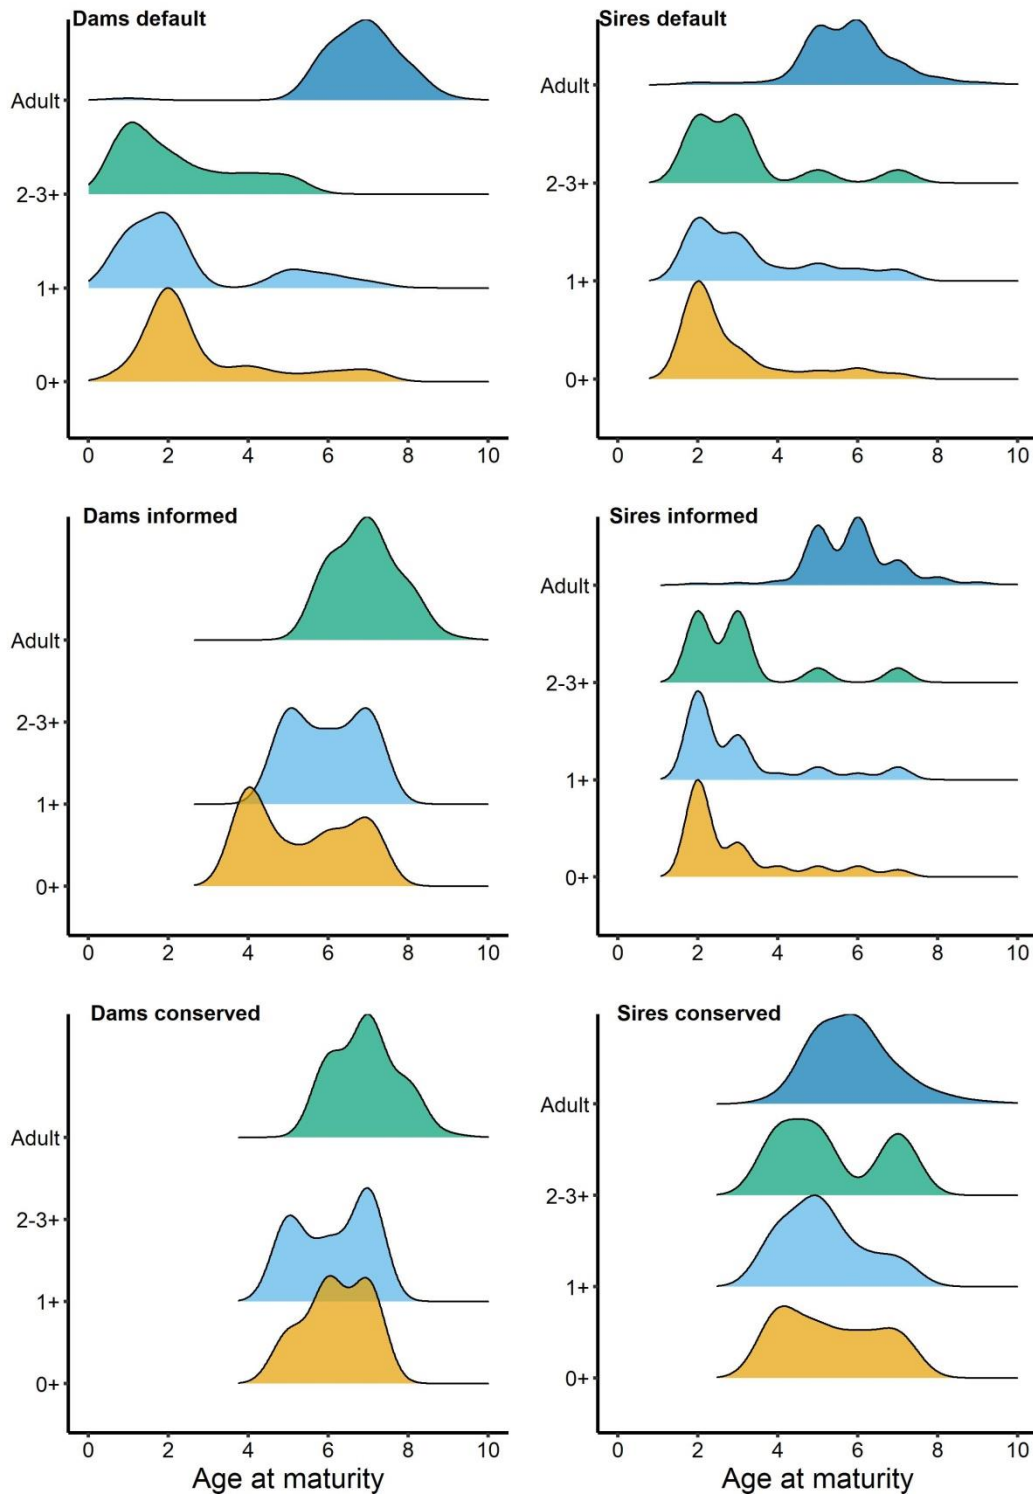 Dams default
Adult
2-3+
1+
0+
0 2 4 6 8 10
Sires default
Adult
2-3+
1+
0+
0 2 4 6 8 10
Dams informed
Adult
2-3+
1+
0+
0 2 4 6 8 10
Sires informed
Adult
2-3+
1+
0+
0 2 4 6 8 10
Dams conserved
Adult
2-3+
1+
0+
0 2 4 6 8 10
Age at maturity
Sires conserved
Adult
2-3+
1+
0+
0 2 4 6 8 10
Age at maturity